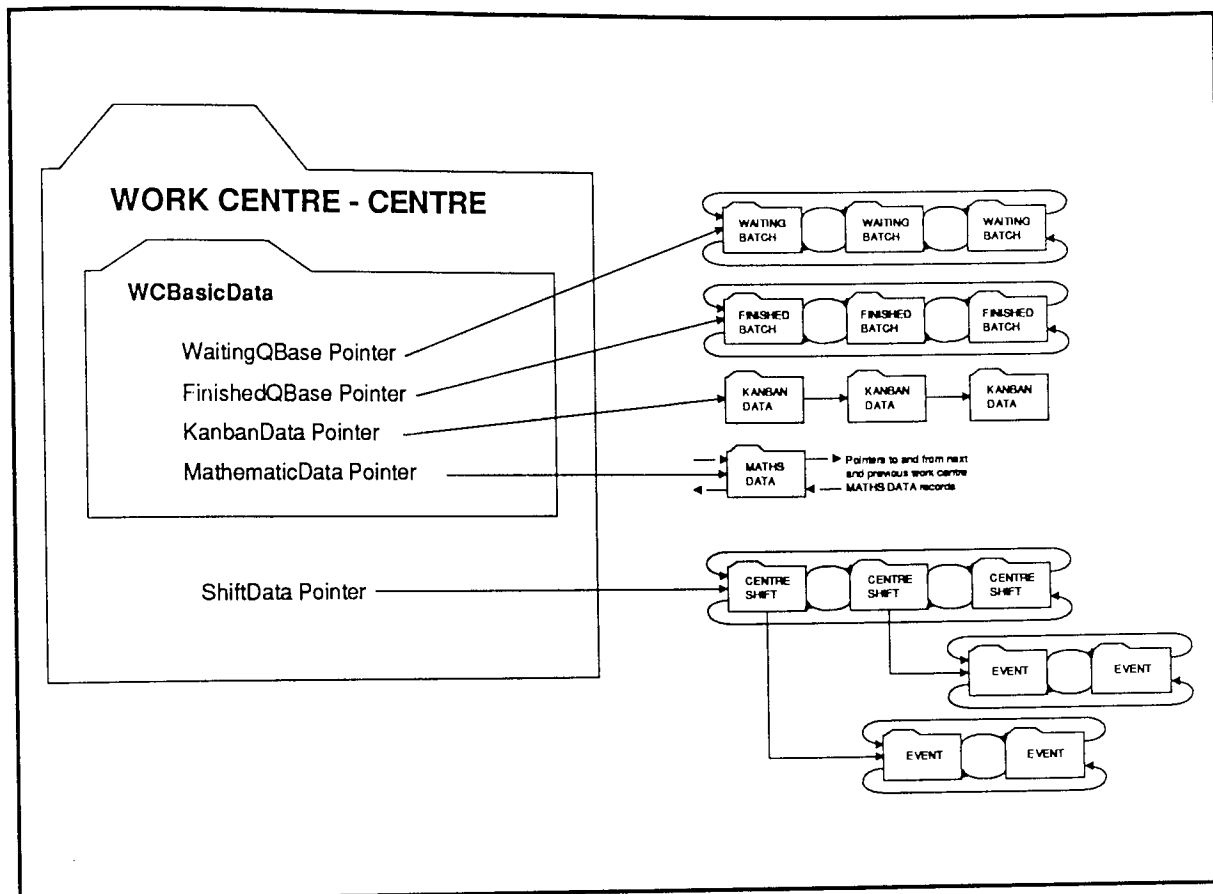 WORK CENTRE - CENTRE
WCBasicData
WaitingQBase Pointer
FinishedQBase Pointer
KanbanData Pointer
MathematicData Pointer
ShiftData Pointer
WAITING
BATCH
WAITING
BATCH
WAITING
BATCH
FINISHED
BATCH
FINISHED
BATCH
FINISHED
BATCH
KANBAN
DATA
KANBAN
DATA
KANBAN
DATA
MATHS
DATA
Pointers to and from next
and previous work centre
MATHS DATA records
CENTRE
SHIFT
CENTRE
SHIFT
CENTRE
SHIFT
EVENT
EVENT
EVENT
EVENT